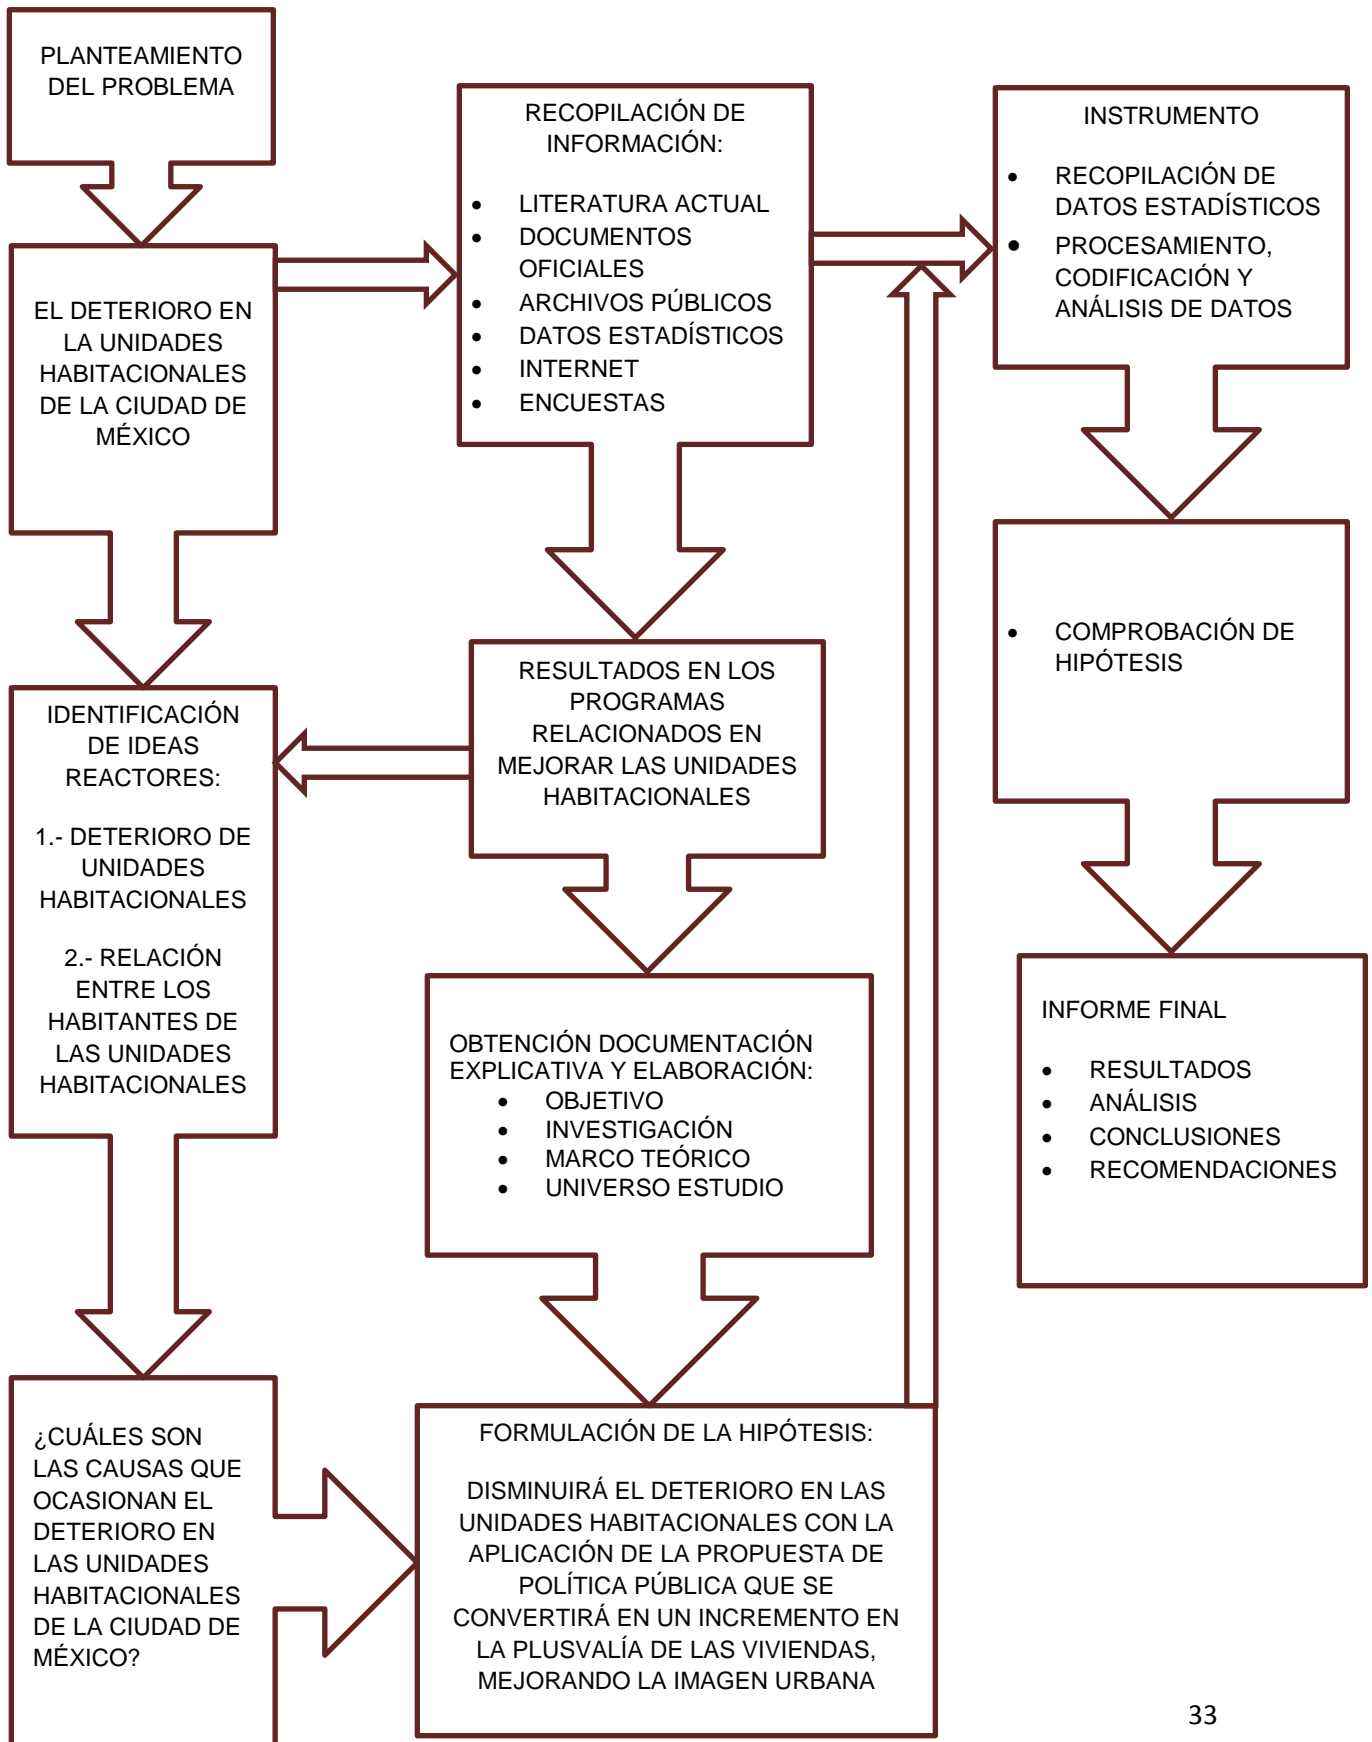 PLANTEAMIENTO
DEL PROBLEMA
EL DETERIORO EN
LA UNIDADES
HABITACIONALES
DE LA CIUDAD DE
MÉXICO
IDENTIFICACIÓN
DE IDEAS
REACTORES:
1.- DETERIORO DE
UNIDADES
HABITACIONALES
2.- RELACIÓN
ENTRE LOS
HABITANTES DE
LAS UNIDADES
HABITACIONALES
¿CUÁLES SON
LAS CAUSAS QUE
OCASIONAN EL
DETERIORO EN
LAS UNIDADES
HABITACIONALES
DE LA CIUDAD DE
MÉXICO?
RECOPILACIÓN DE
INFORMACIÓN:
• LITERATURA ACTUAL
• DOCUMENTOS
OFICIALES
• ARCHIVOS PÚBLICOS
• DATOS ESTADÍSTICOS
• INTERNET
• ENCUESTAS
RESULTADOS EN LOS
PROGRAMAS
RELACIONADOS EN
MEJORAR LAS UNIDADES
HABITACIONALES
OBTENCIÓN DOCUMENTACIÓN
EXPLICATIVA Y ELABORACIÓN:
• OBJETIVO
• INVESTIGACIÓN
• MARCO TEÓRICO
• UNIVERSO ESTUDIO
FORMULACIÓN DE LA HIPÓTESIS:
DISMINUIRÁ EL DETERIORO EN LAS
UNIDADES HABITACIONALES CON LA
APLICACIÓN DE LA PROPUESTA DE
POLÍTICA PÚBLICA QUE SE
CONVERTIRÁ EN UN INCREMENTO EN
LA PLUSVALÍA DE LAS VIVIENDAS,
MEJORANDO LA IMAGEN URBANA
INSTRUMENTO
• RECOPILACIÓN DE
DATOS ESTADÍSTICOS
• PROCESAMIENTO,
CODIFICACIÓN Y
ANÁLISIS DE DATOS
• COMPROBACIÓN DE
HIPÓTESIS
INFORME FINAL
• RESULTADOS
• ANÁLISIS
• CONCLUSIONES
• RECOMENDACIONES
33